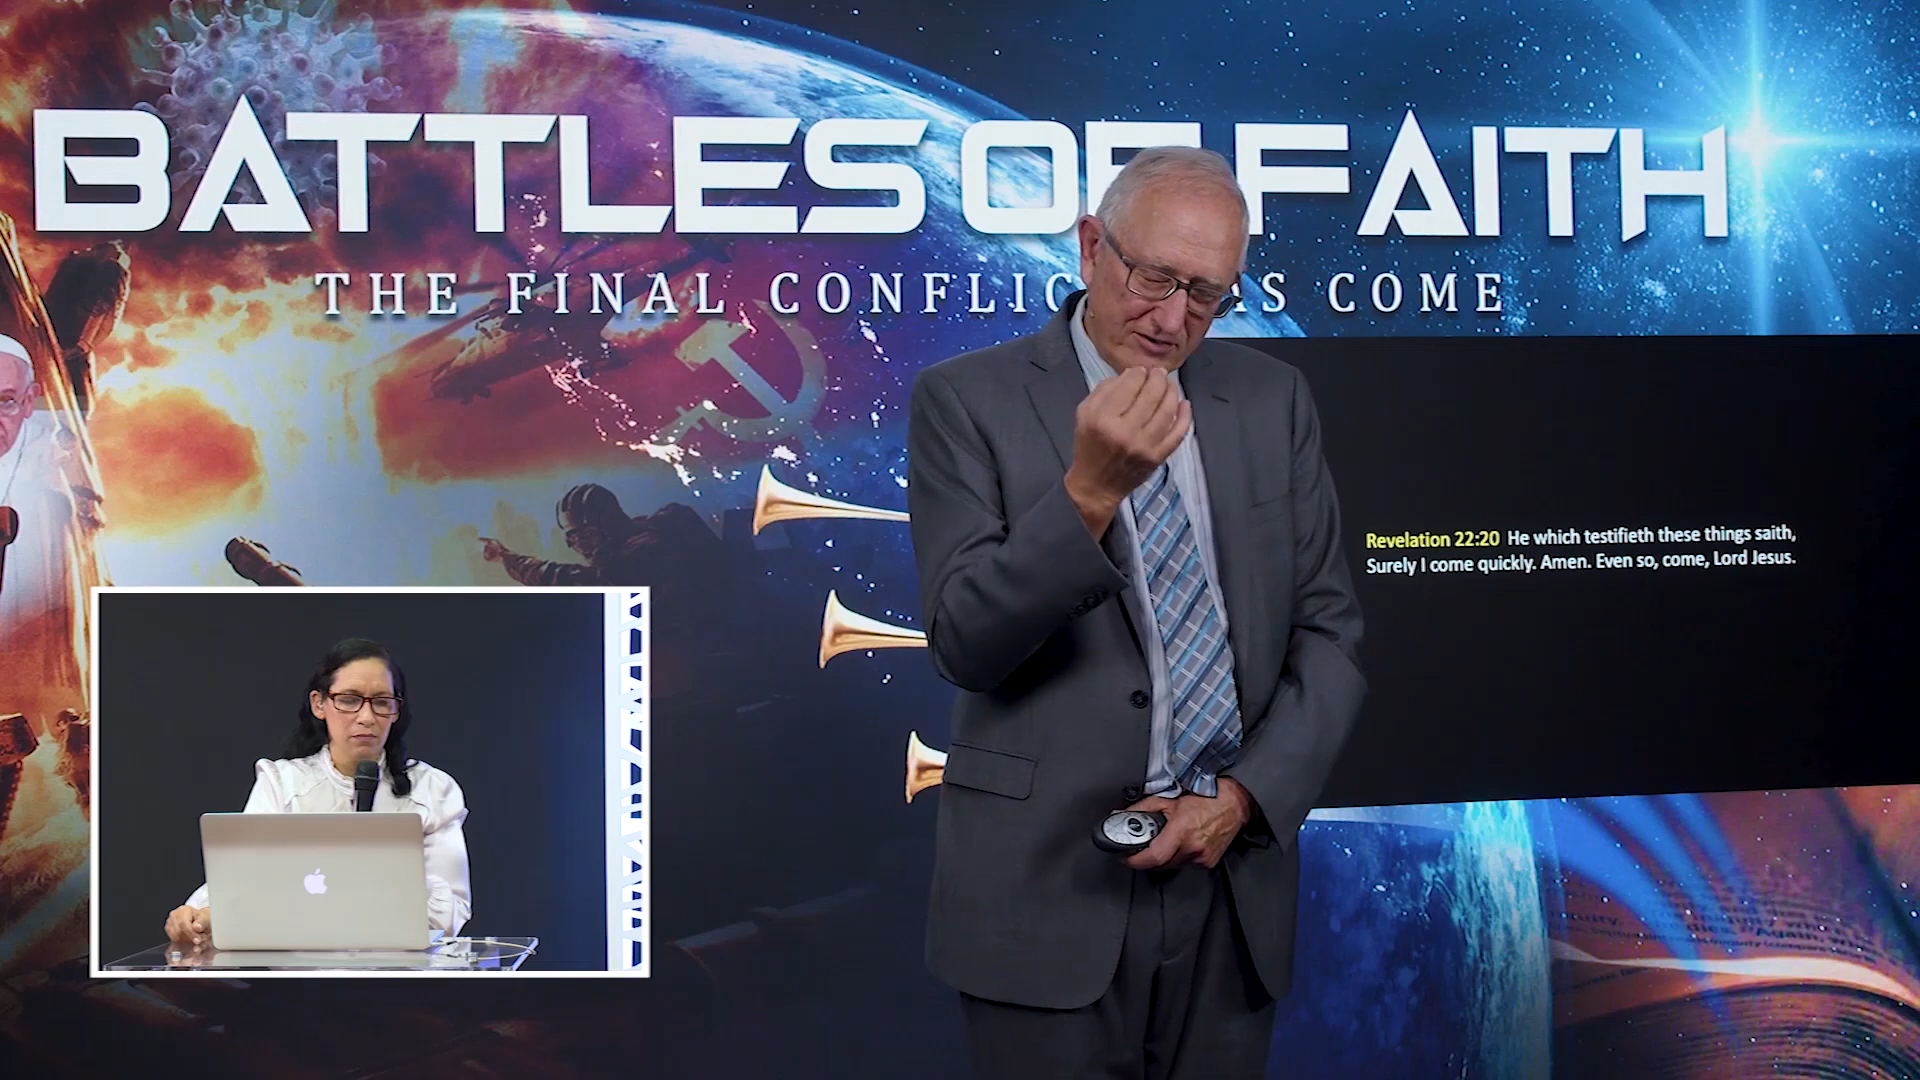 BATTLES OF FAITH
THE FINAL CONFLIC AS COME
Revelation 22:20 He which testifieth these things saith,
Surely I come quickly. Amen. Even so, come, Lord Jesus.